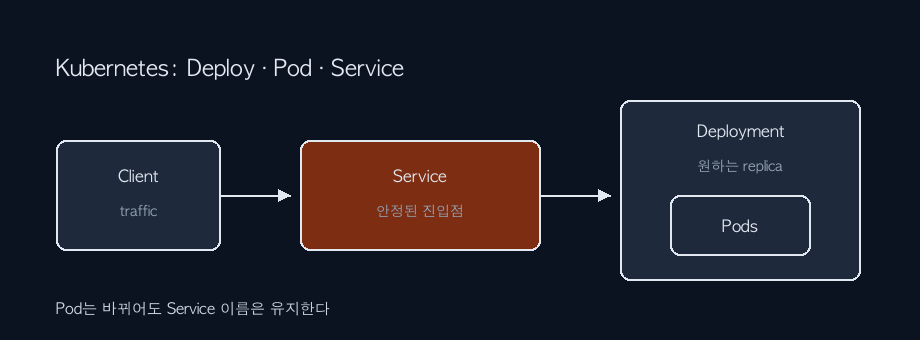 Kubernetes: Deploy · Pod · Service
Client
traffic
Service
안정된 진입점
Deployment
원하는 replica
Pods
Pod는 바뀌어도 Service 이름은 유지한다